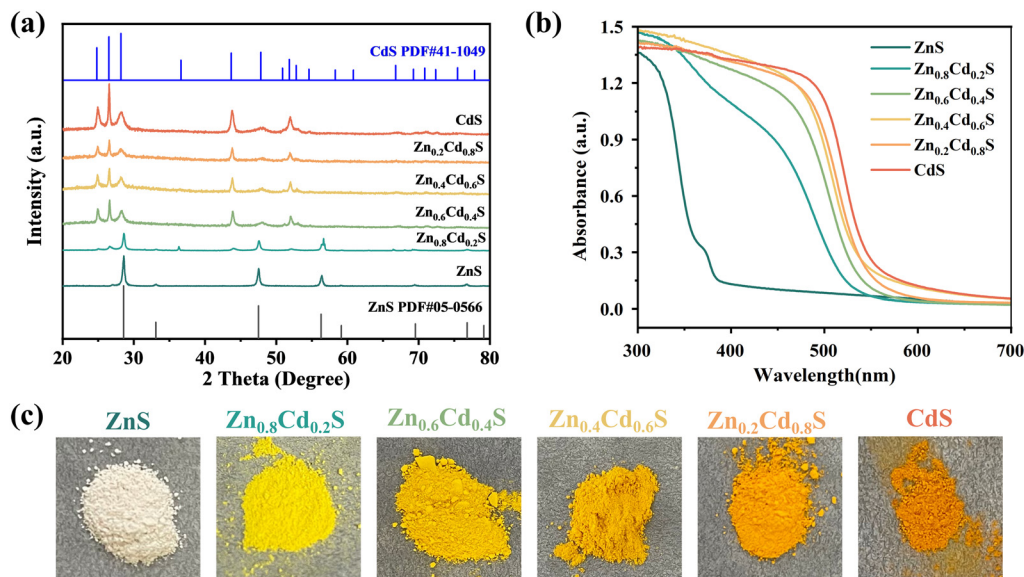 (a)
CdS PDF#41-1049
CdS
Zn0.2Cd0.8S
Zn0.4Cd0.6S
Zn0.6Cd0.4S
Zn0.8Cd0.2S
ZnS
ZnS PDF#05-0566
Intensity (a.u.)
20 30 40 50 60 70 80
2 Theta (Degree)
(b)
1.5
1.2
0.9
0.6
0.3
0.0
Absorbance (a.u.)
ZnS
Zn0.8Cd0.2S
Zn0.6Cd0.4S
Zn0.4Cd0.6S
Zn0.2Cd0.8S
CdS
300 400 500 600 700
Wavelength(nm)
(c)
ZnS Zn0.8Cd0.2S Zn0.6Cd0.4S Zn0.4Cd0.6S Zn0.2Cd0.8S CdS